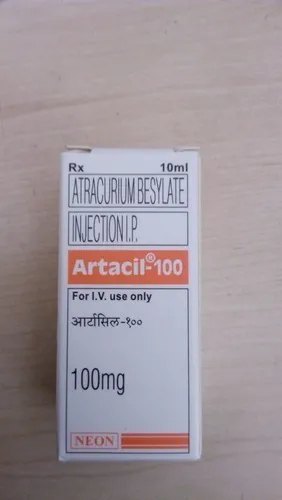 Rx 10ml
ATRACURIUM BESYLATE
INJECTION I.P.
Artacil®-100
For I.V. use only
आर्टासिल-१००
100mg
NEON